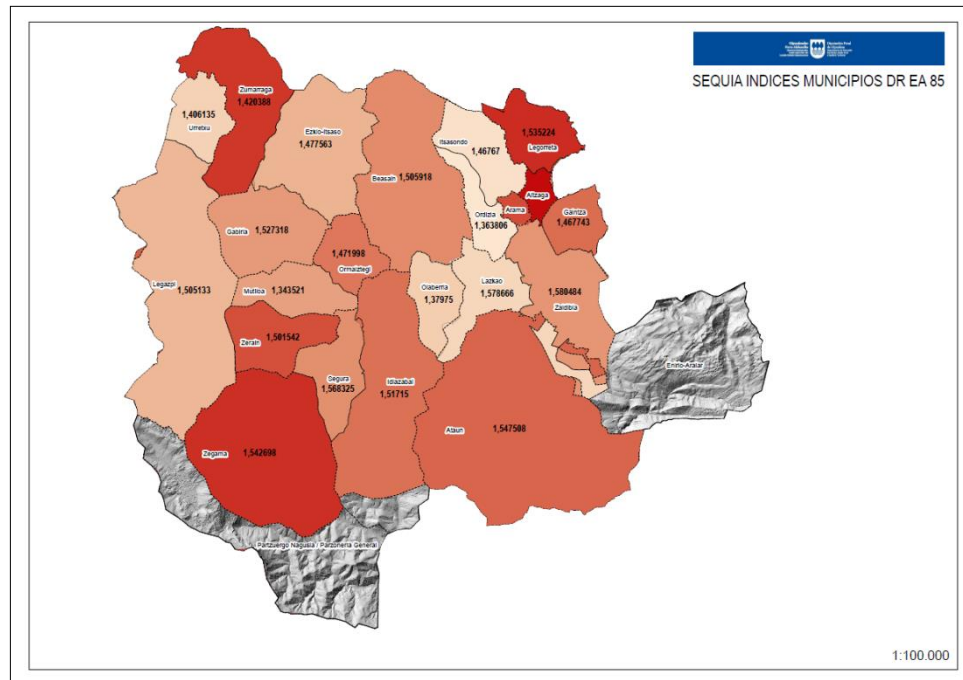 SEQUIA INDICES MUNICIPIOS DR EA 85
Zumarraga
1,420388
1,406135
Urretxu
Ezkio-Itsaso
1,477563
Itsasondo
1,46767
1,535224
Legorreta
Beasain
1,505918
Altzaga
Arama
Gaintza
1,467743
Ordizia
1,363806
Gabiria
1,527318
1,471998
Ormaiztegi
Legazpi
1,505133
Mutiloa
1,343521
Olaberria
1,37975
Lazkao
1,578666
1,580484
Zaldibia
Zerain
1,501542
Segura
1,568325
Idiazabal
1,51715
Enirio-Aralar
Ataun
1,547508
Zegama
1,542698
Partzuergo Nagusia / Parzonería General
1:100.000